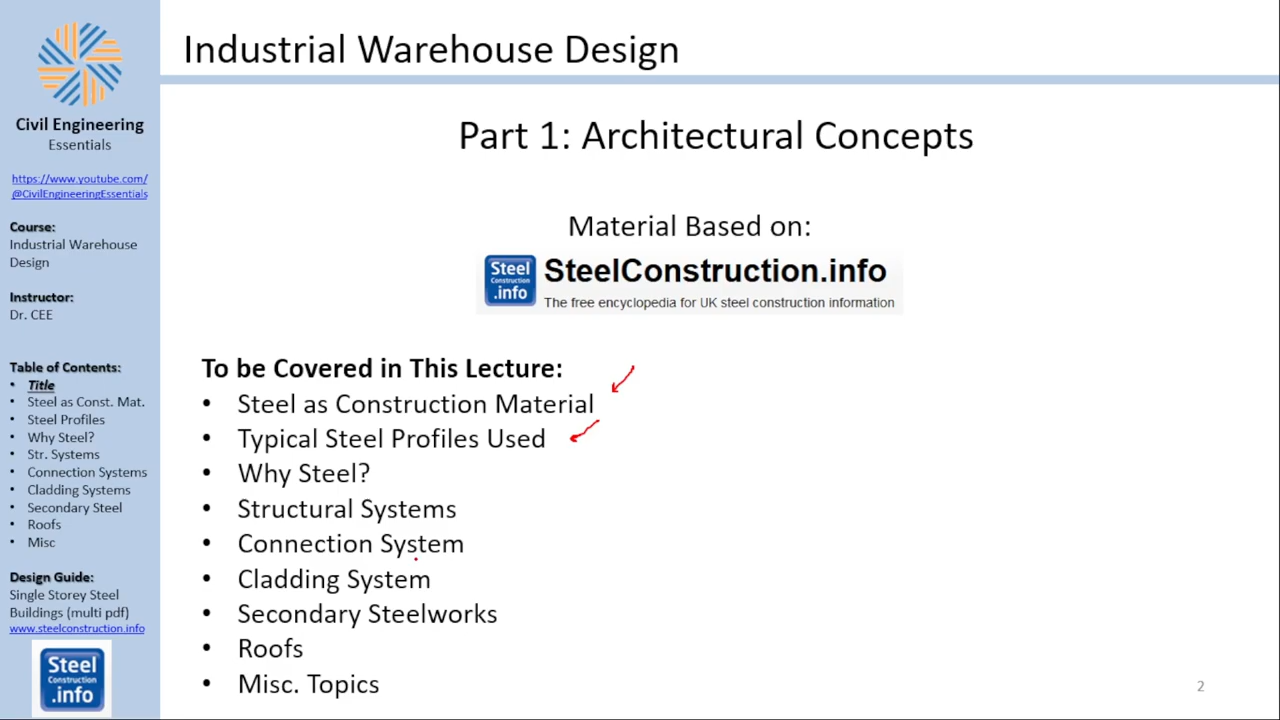 Civil Engineering
Essentials
https://www.youtube.com/
@CivilEngineeringEssentials
Course:
Industrial Warehouse
Design
Instructor:
Dr. CEE
Table of Contents:
• Title
• Steel as Const. Mat.
• Steel Profiles
• Why Steel?
• Str. Systems
• Connection Systems
• Cladding Systems
• Secondary Steel
• Roofs
• Misc
Design Guide:
Single Storey Steel
Buildings (multi pdf)
www.steelconstruction.info
Steel
Construction
.info
Industrial Warehouse Design
Part 1: Architectural Concepts
Material Based on:
Steel
Construction
.info
SteelConstruction.info
The free encyclopedia for UK steel construction information
To be Covered in This Lecture:
• Steel as Construction Material
• Typical Steel Profiles Used
• Why Steel?
• Structural Systems
• Connection System
• Cladding System
• Secondary Steelworks
• Roofs
• Misc. Topics
2